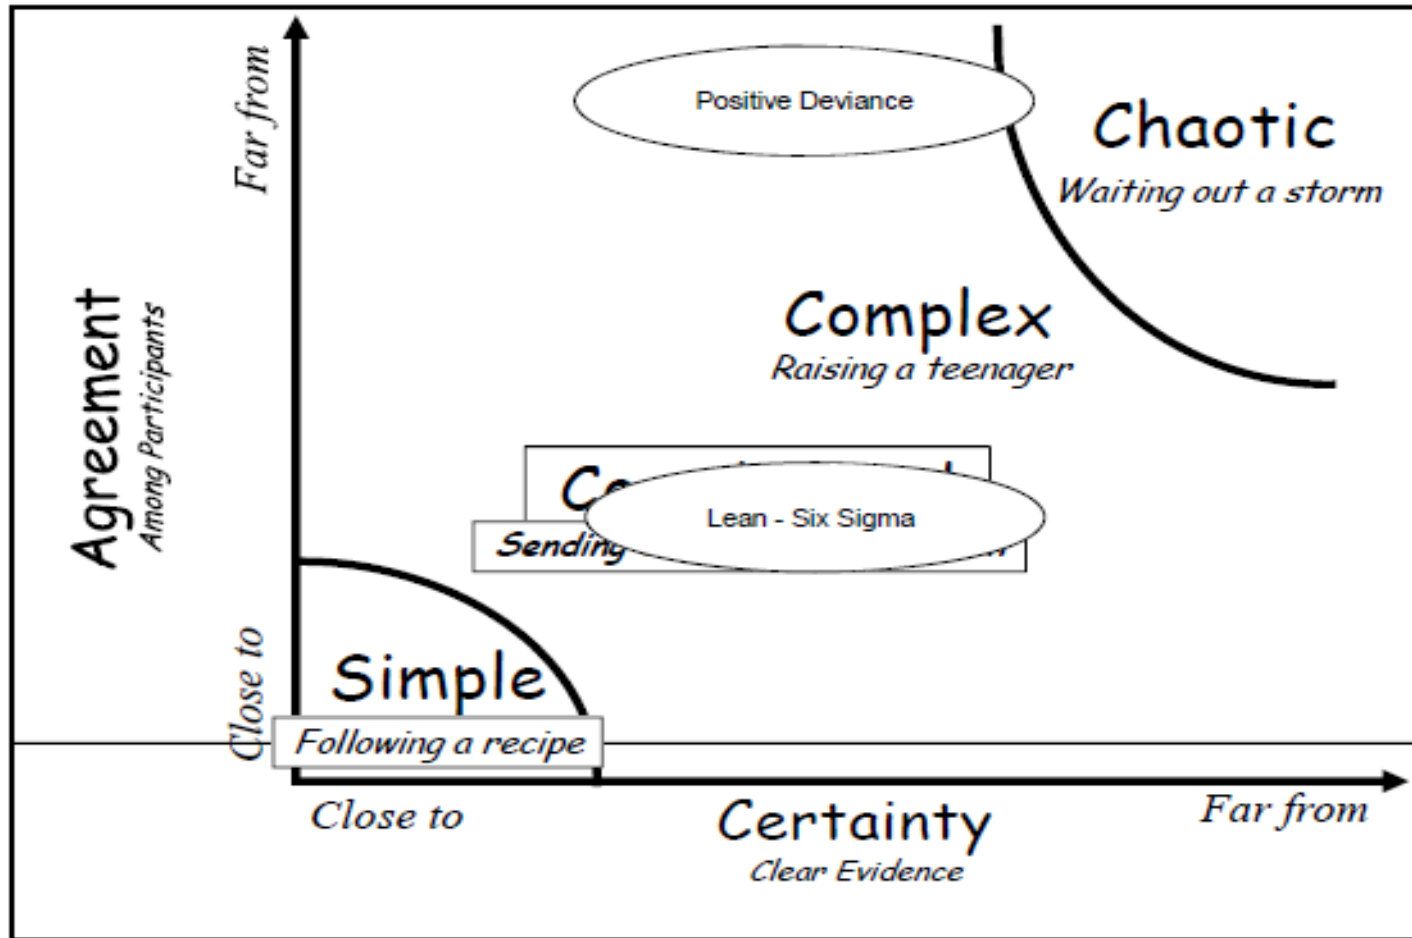 Far from
Positive Deviance
Chaotic
Waiting out a storm
Complex
Raising a teenager
Agreement
Among Participants
Lean - Six Sigma
Sending
Close to
Simple
Following a recipe
Close to
Certainty
Far from
Clear Evidence